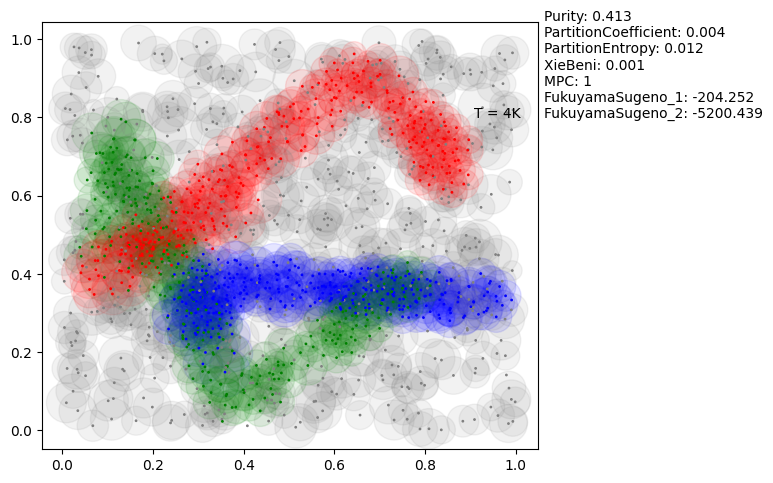 Purity: 0.413
PartitionCoefficient: 0.004
PartitionEntropy: 0.012
XieBeni: 0.001
MPC: 1
FukuyamaSugeno_1: -204.252
FukuyamaSugeno_2: -5200.439
1.0
0.8
0.6
0.4
0.2
0.0
T́ = 4K
0.0 0.2 0.4 0.6 0.8 1.0